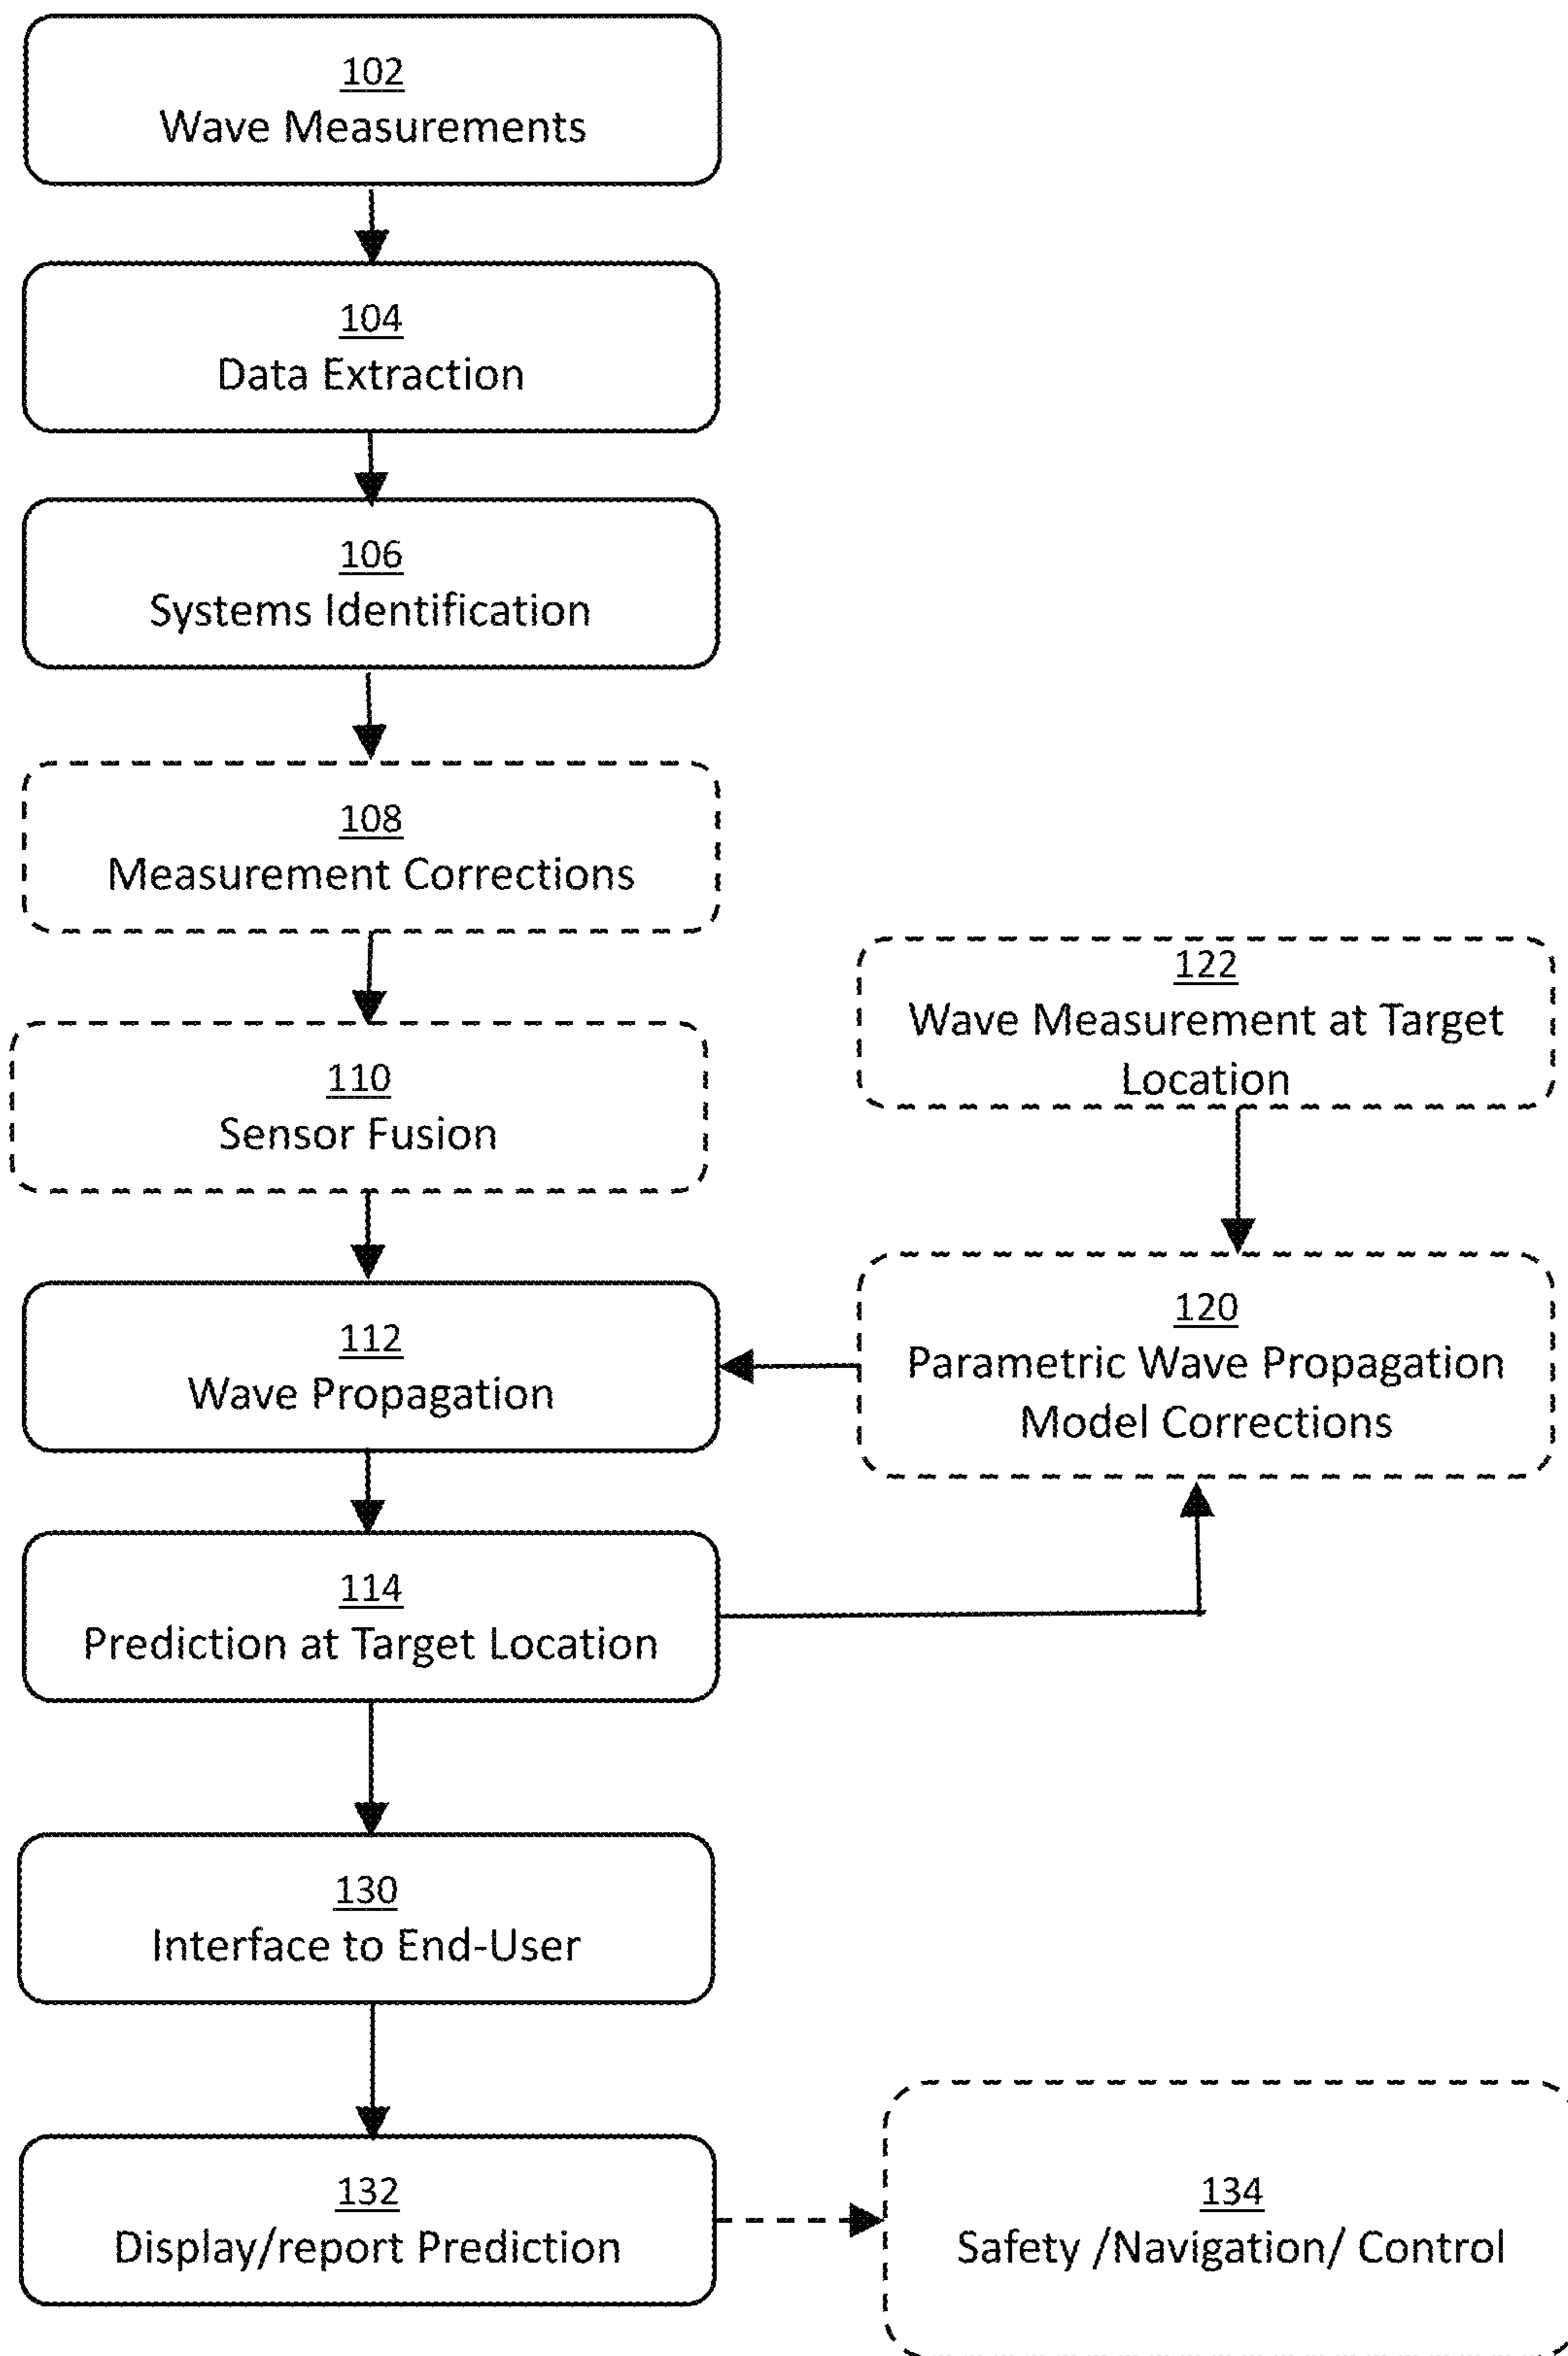 102
Wave Measurements
104
Data Extraction
106
Systems Identification
108
Measurement Corrections
110
Sensor Fusion
122
Wave Measurement at Target
Location
112
Wave Propagation
120
Parametric Wave Propagation
Model Corrections
114
Prediction at Target Location
130
Interface to End-User
132
Display/report Prediction
134
Safety /Navigation/ Control